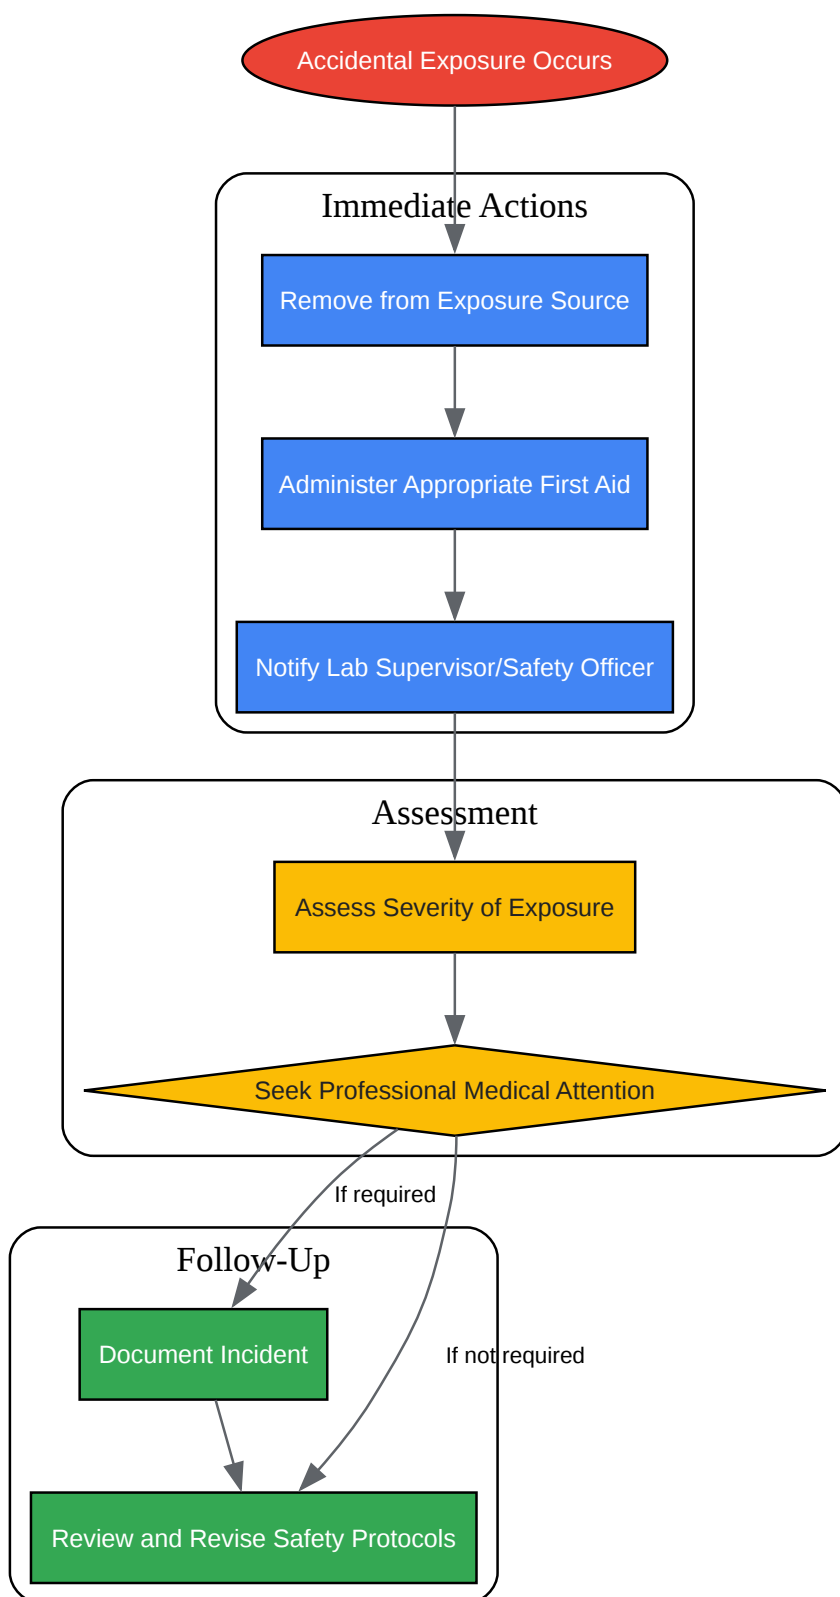 Accidental Exposure Occurs
Immediate Actions
Remove from Exposure Source
Administer Appropriate First Aid
Notify Lab Supervisor/Safety Officer
Assessment
Assess Severity of Exposure
Seek Professional Medical Attention
If required
Follow-Up
Document Incident
If not required
Review and Revise Safety Protocols